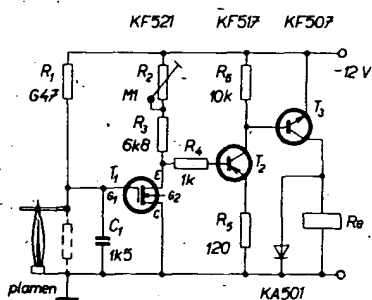 KF521 KF517 KF507
R1 G47
R2 M1
R6 10k
-12 V
T3
R3 6k8
R4 1k
T1
E
G1 G2
C
T2
C1 1k5
R5 120
Re
plamen
KA501